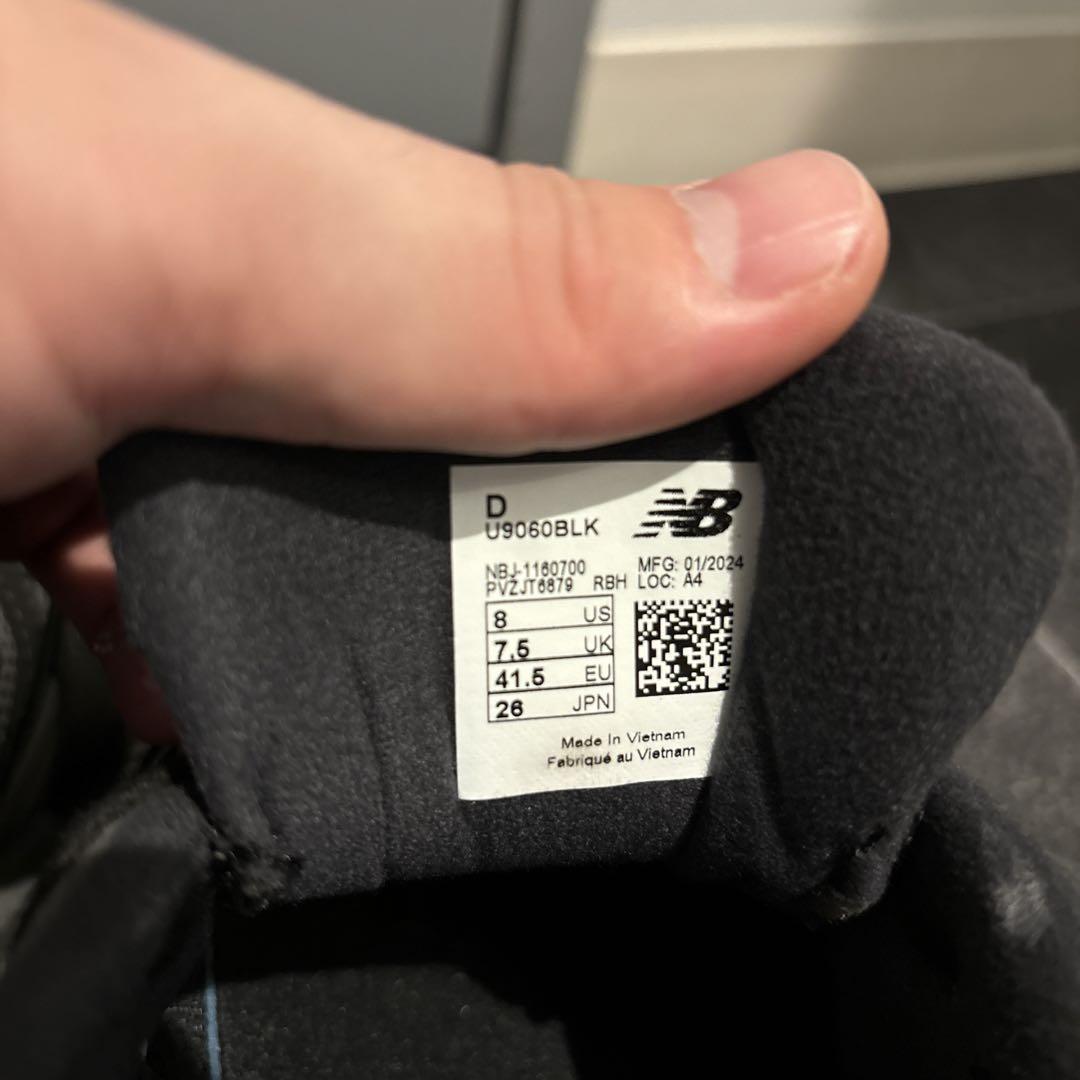 D
U9060BLK
NB
NBJ-1160700
PVZJT6879 RBH
MFG: 01/2024
LOC: A4
8 US
7.5 UK
41.5 EU
26 JPN
Made In Vietnam
Fabriqué au Vietnam